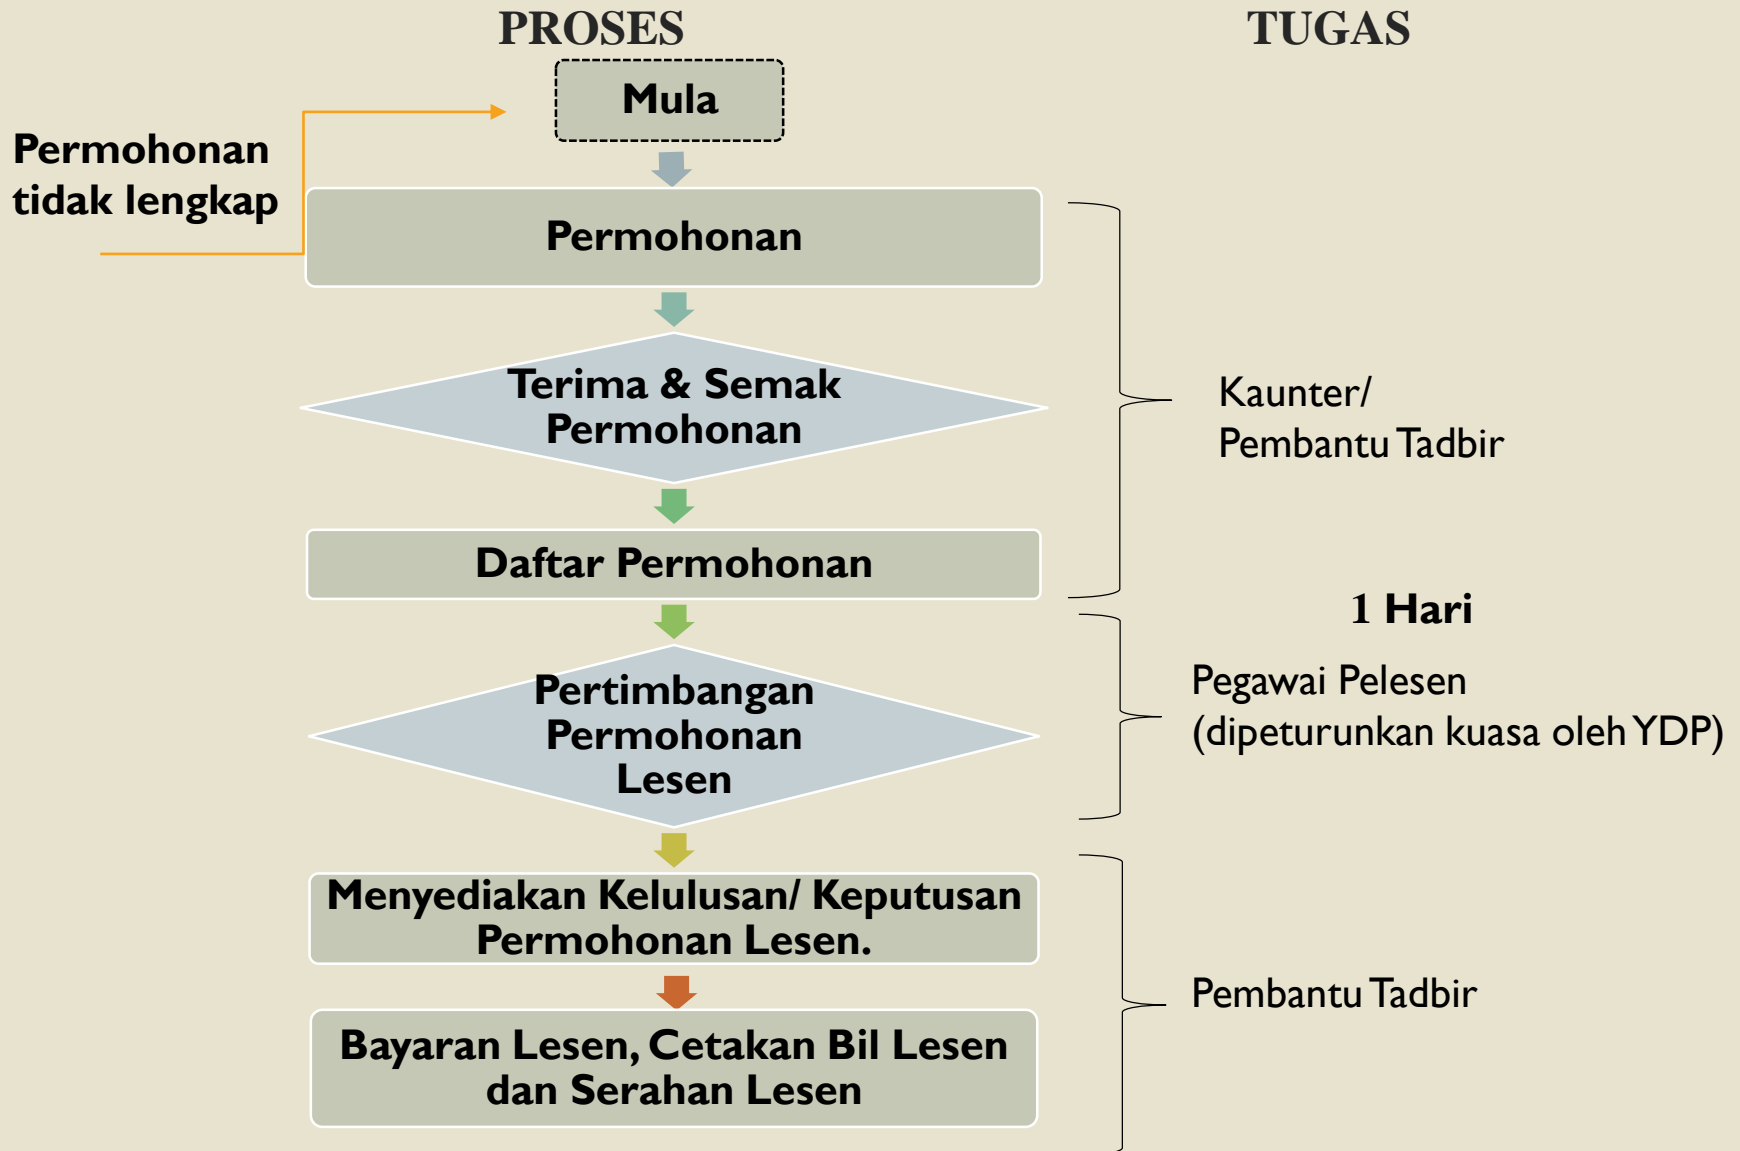 PROSES
TUGAS
Mula
Permohonan
tidak lengkap
Permohonan
Terima & Semak
Permohonan
Kaunter/
Pembantu Tadbir
Daftar Permohonan
1 Hari
Pertimbangan
Permohonan
Lesen
Pegawai Pelesen
(dipeturunkan kuasa oleh YDP)
Menyediakan Kelulusan/ Keputusan
Permohonan Lesen.
Pembantu Tadbir
Bayaran Lesen, Cetakan Bil Lesen
dan Serahan Lesen